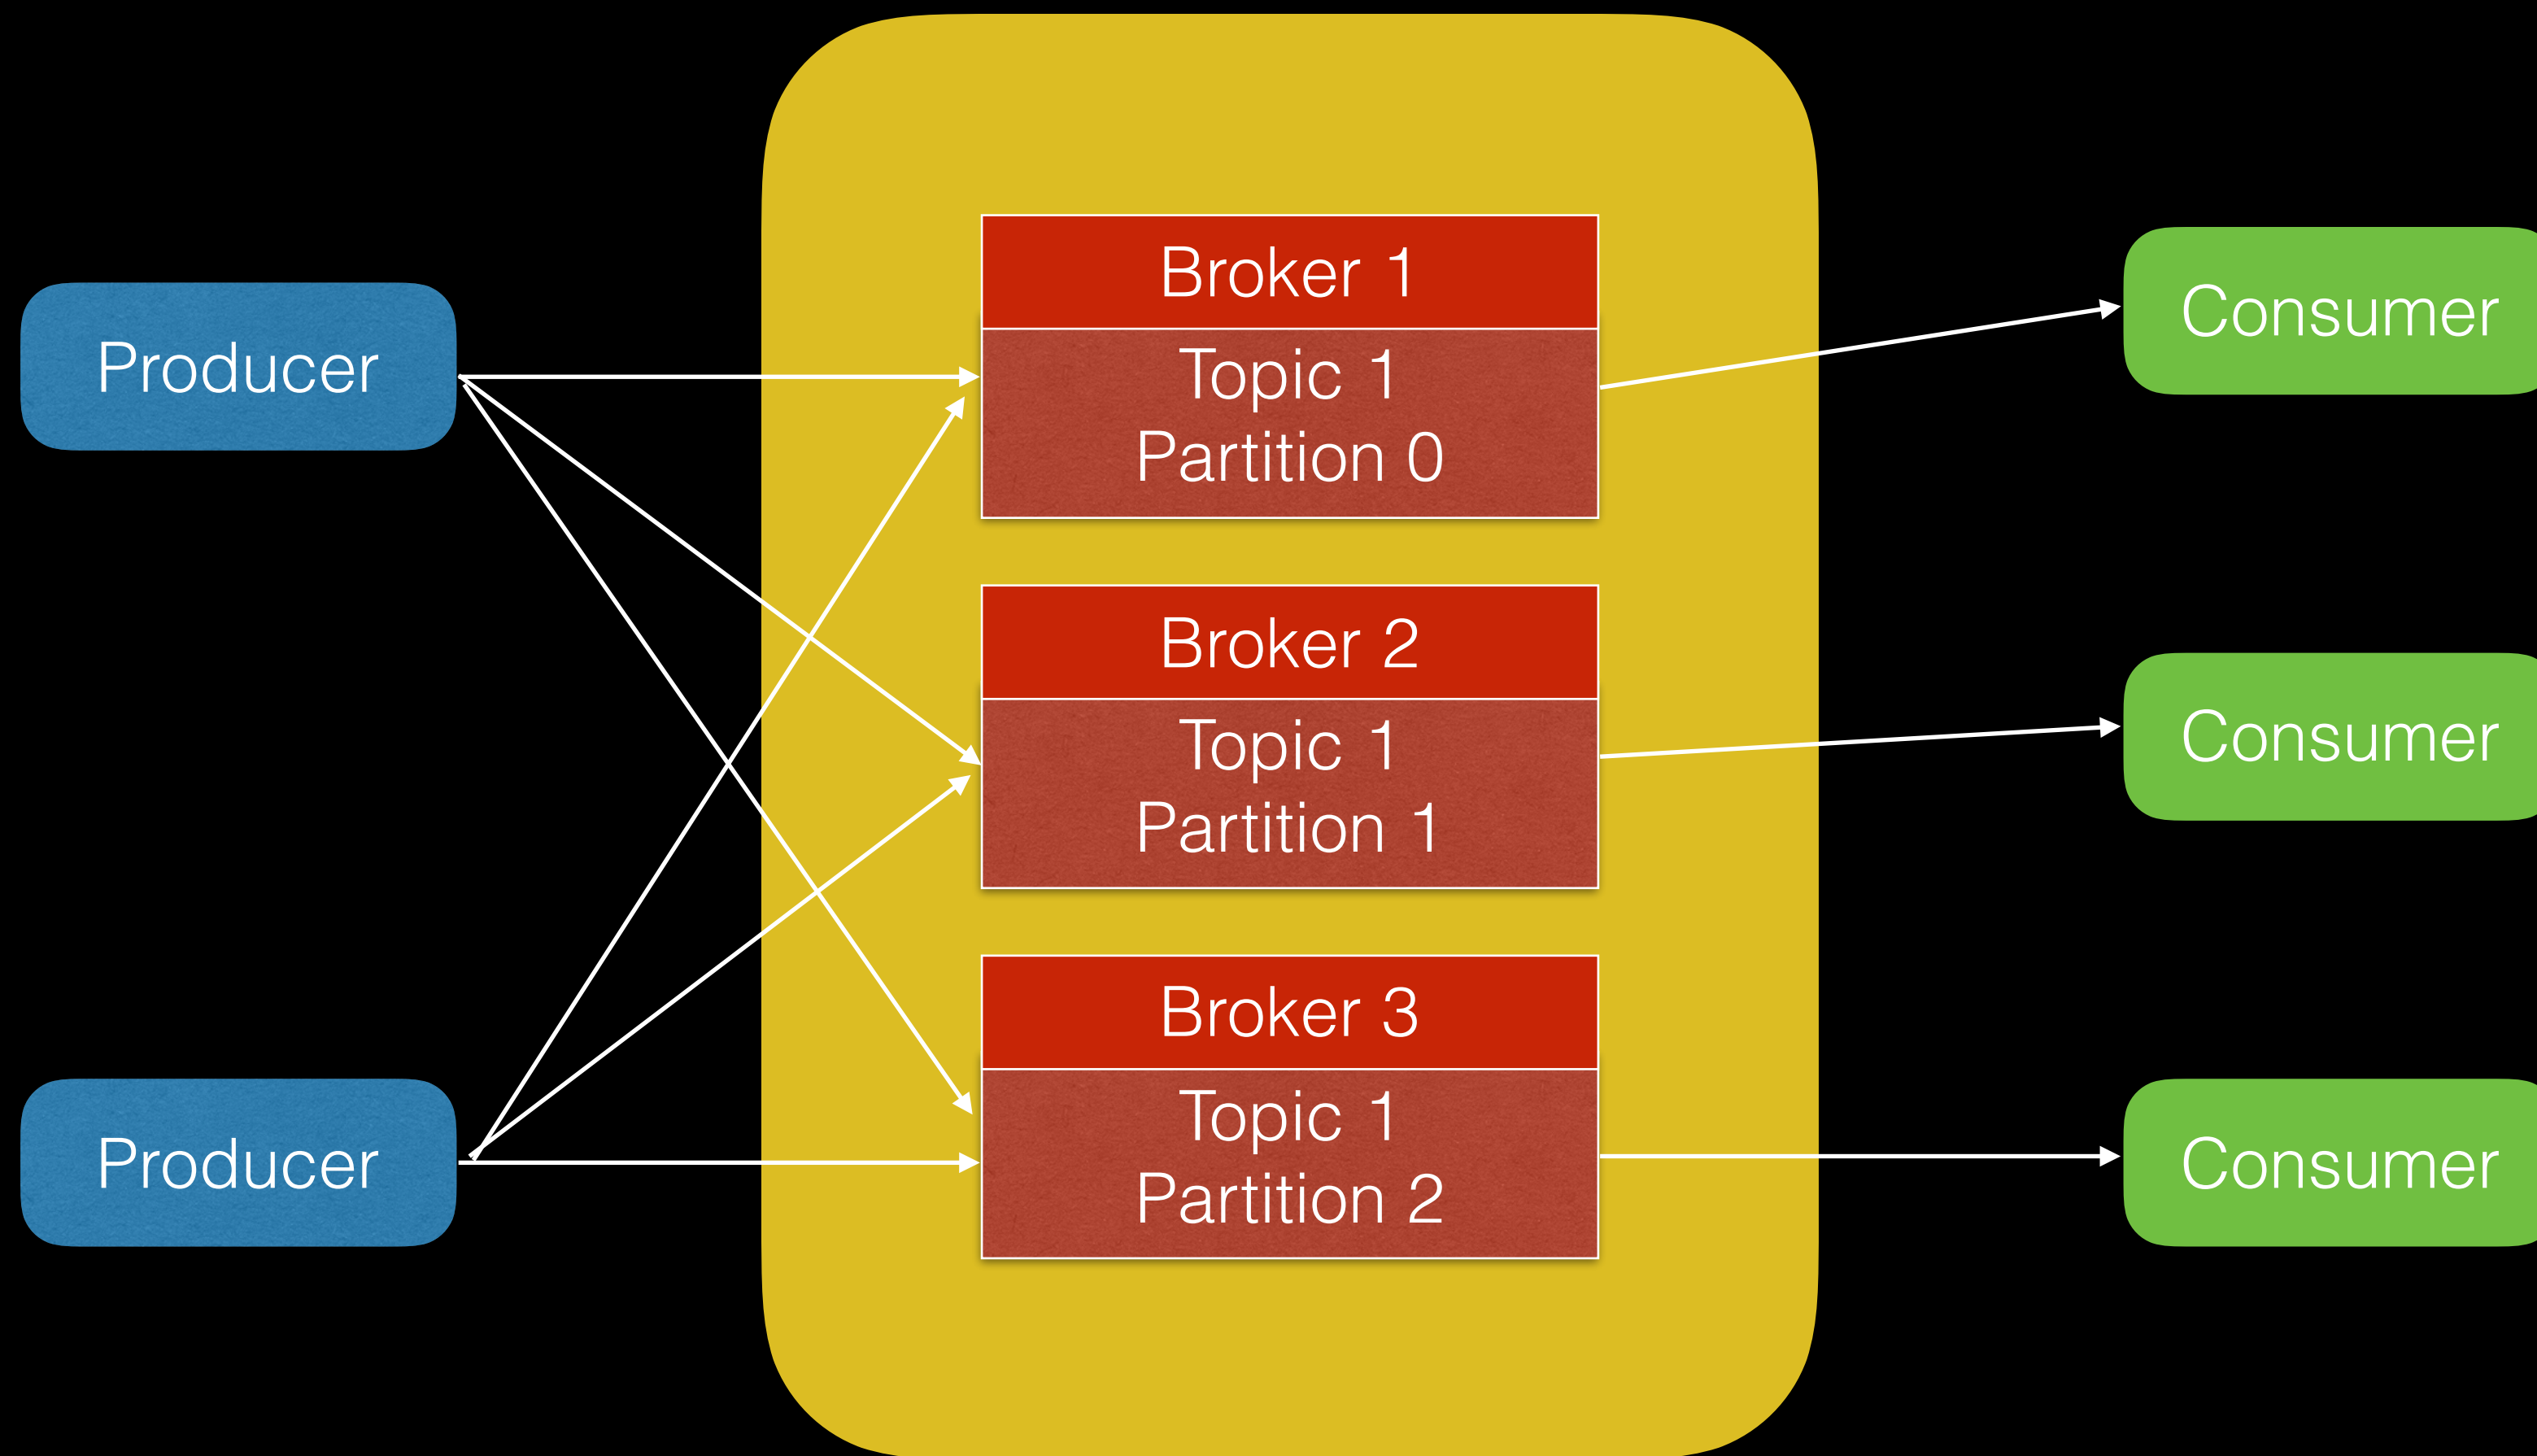 Producer
Producer
Broker 1
Topic 1
Partition 0
Broker 2
Topic 1
Partition 1
Broker 3
Topic 1
Partition 2
Consumer
Consumer
Consumer